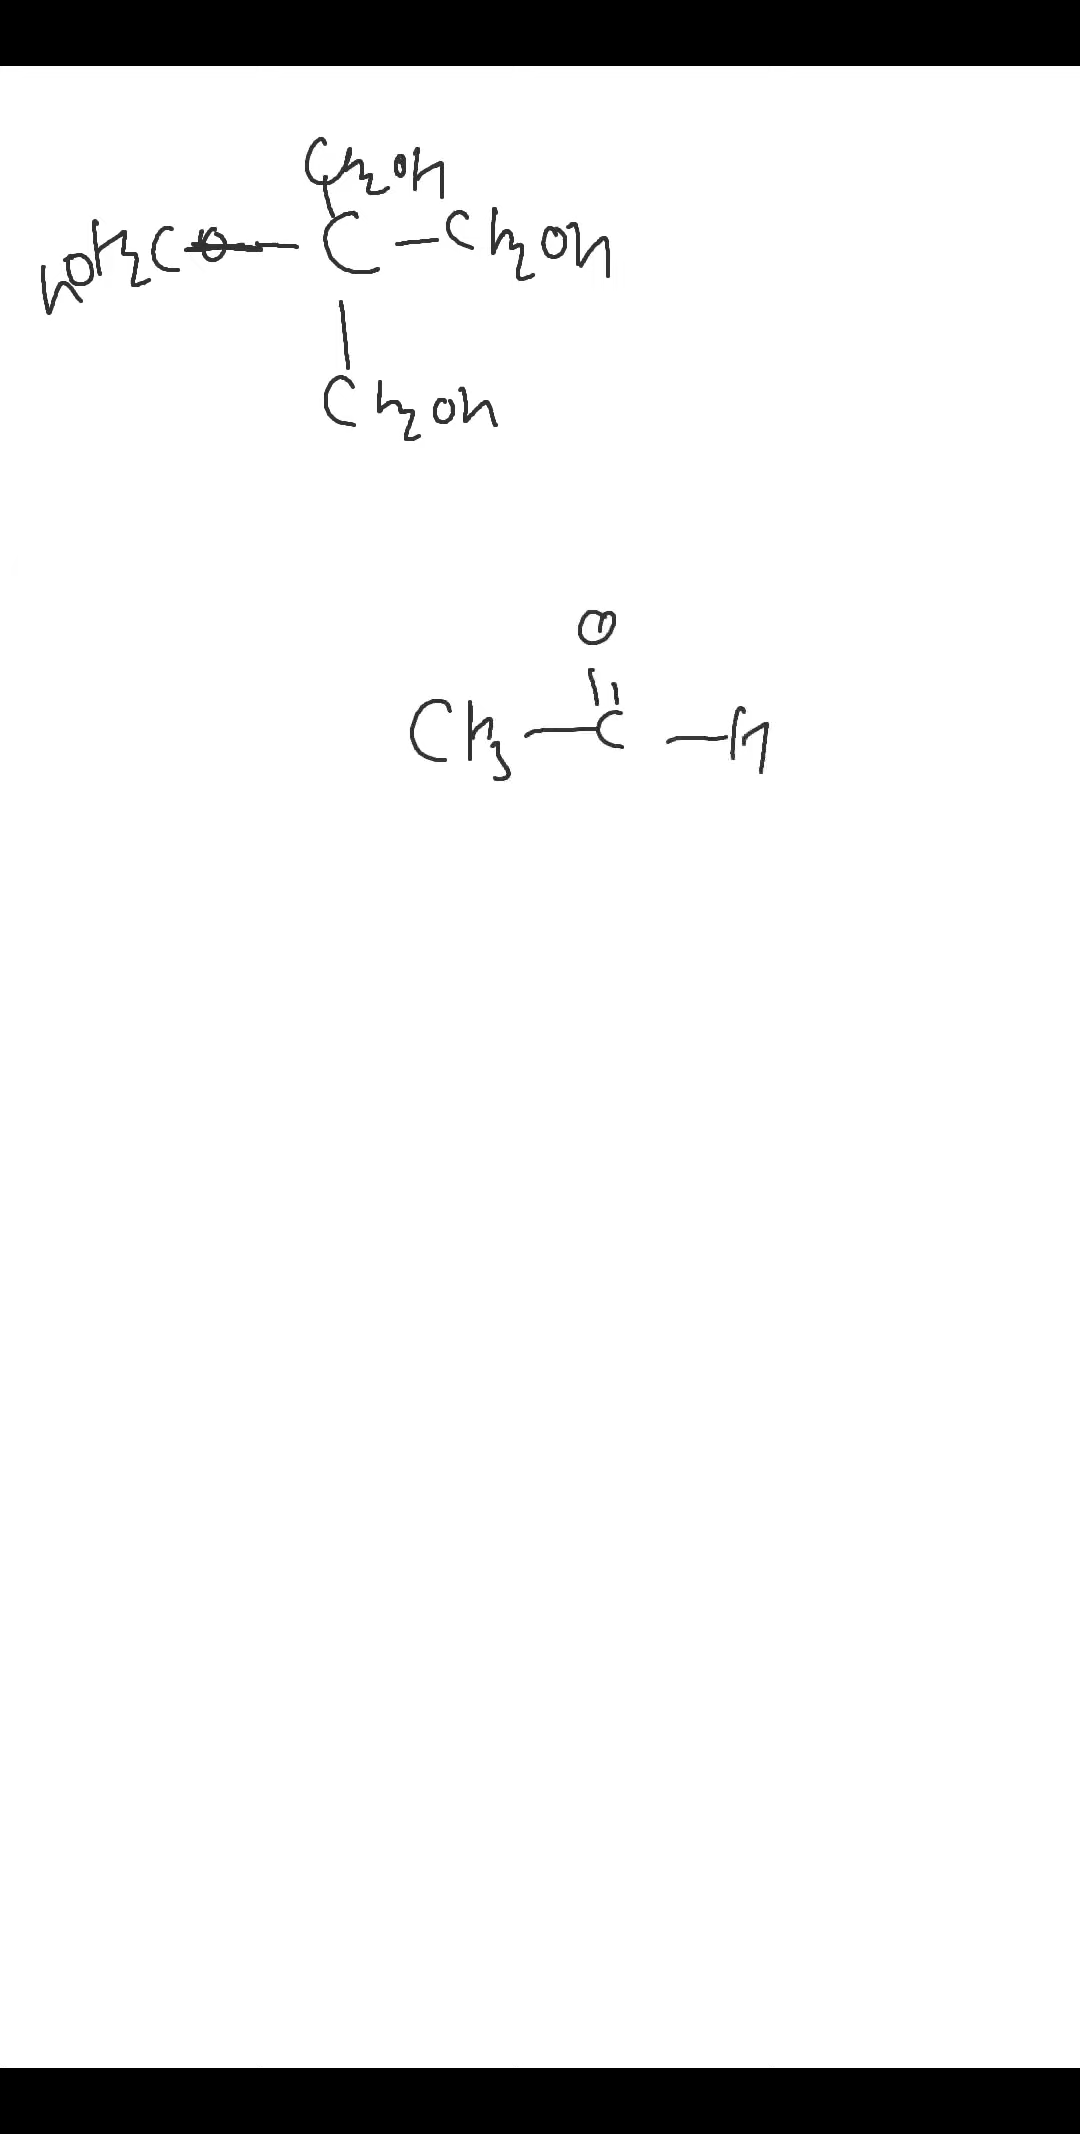 CH2OH
HOH2C — C — CH2OH
|
CH2OH
O
||
CH3 — C — H